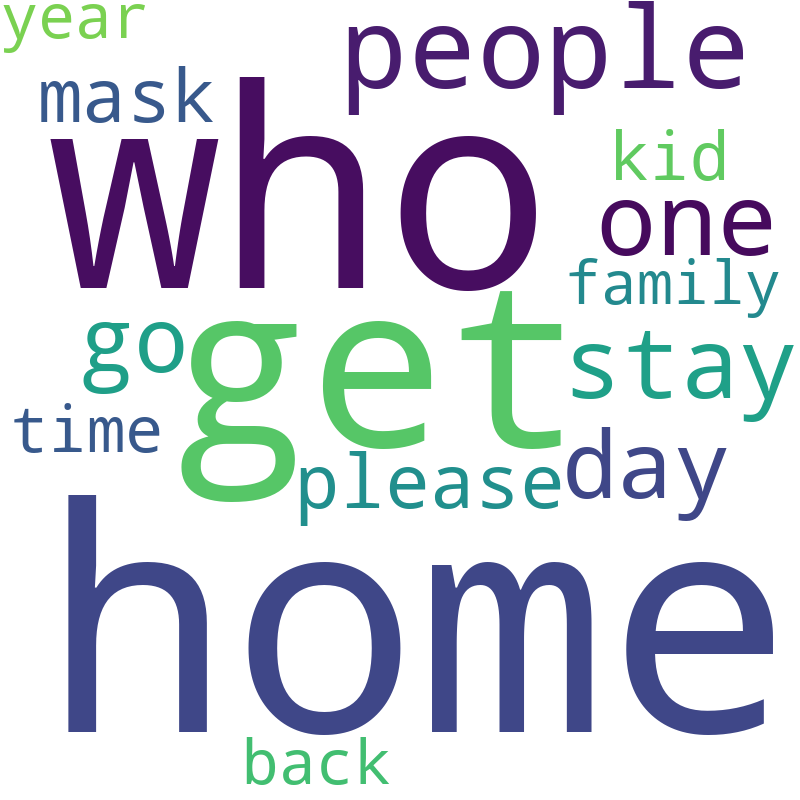 year
people
mask
who
kid
one
family
get
go
stay
time
day
please
home
back